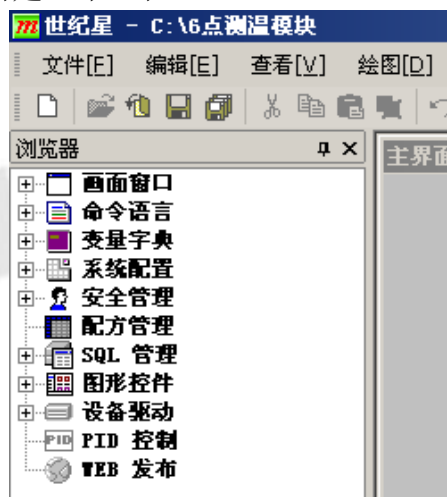 世纪星 - C:\6点测温模块
文件[F] 编辑[E] 查看[V] 绘图[D]
浏览器
主界面
画面窗口
命令语言
变量字典
系统配置
安全管理
配方管理
SQL 管理
图形控件
设备驱动
PID PID 控制
WEB 发布